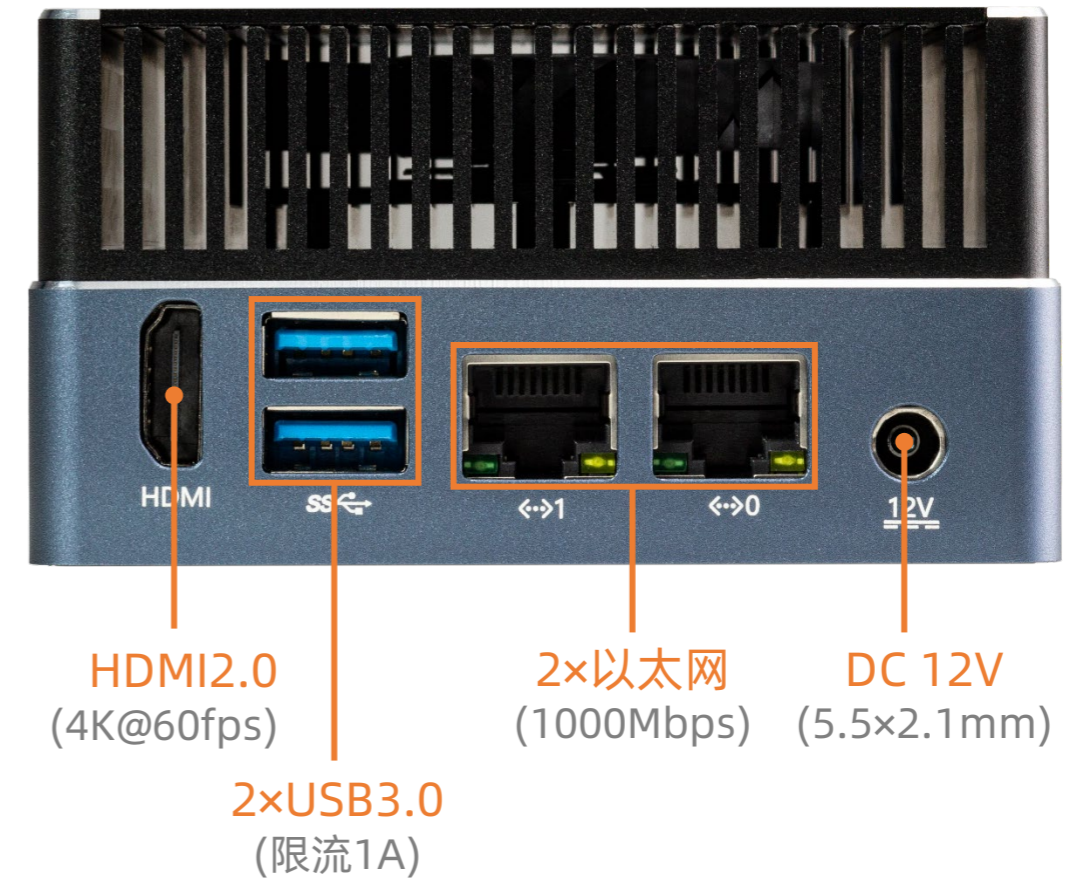 HDMI
SS
1
0
12V
HDMI2.0
(4K@60fps)
2×USB3.0
(限流1A)
2×以太网
(1000Mbps)
DC 12V
(5.5×2.1mm)